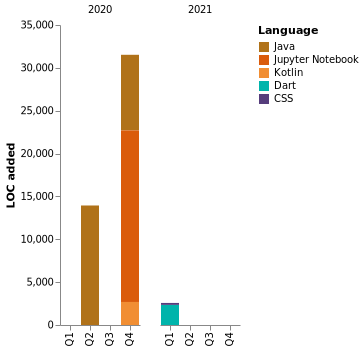 2020 2021
Language
Java
Jupyter Notebook
Kotlin
Dart
CSS
LOC added
35,000
30,000
25,000
20,000
15,000
10,000
5,000
0
Q1 Q2 Q3 Q4 Q1 Q2 Q3 Q4